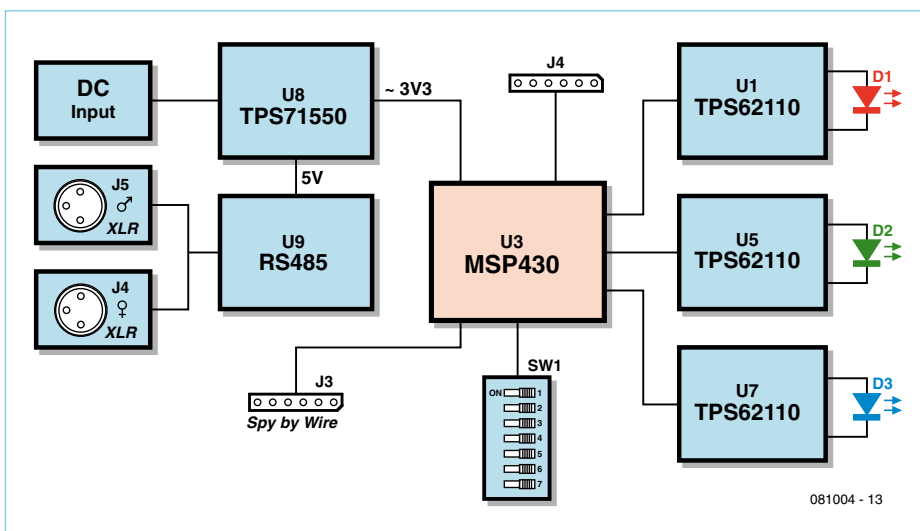 DC
Input
U8
TPS71550
~ 3V3
J4
U1
TPS62110
D1
J5
♂
XLR
5V
U9
RS485
U3
MSP430
U5
TPS62110
D2
J4
♀
XLR
J3
Spy by Wire
SW1
ON 1
2
3
4
5
6
7
U7
TPS62110
D3
081004 - 13